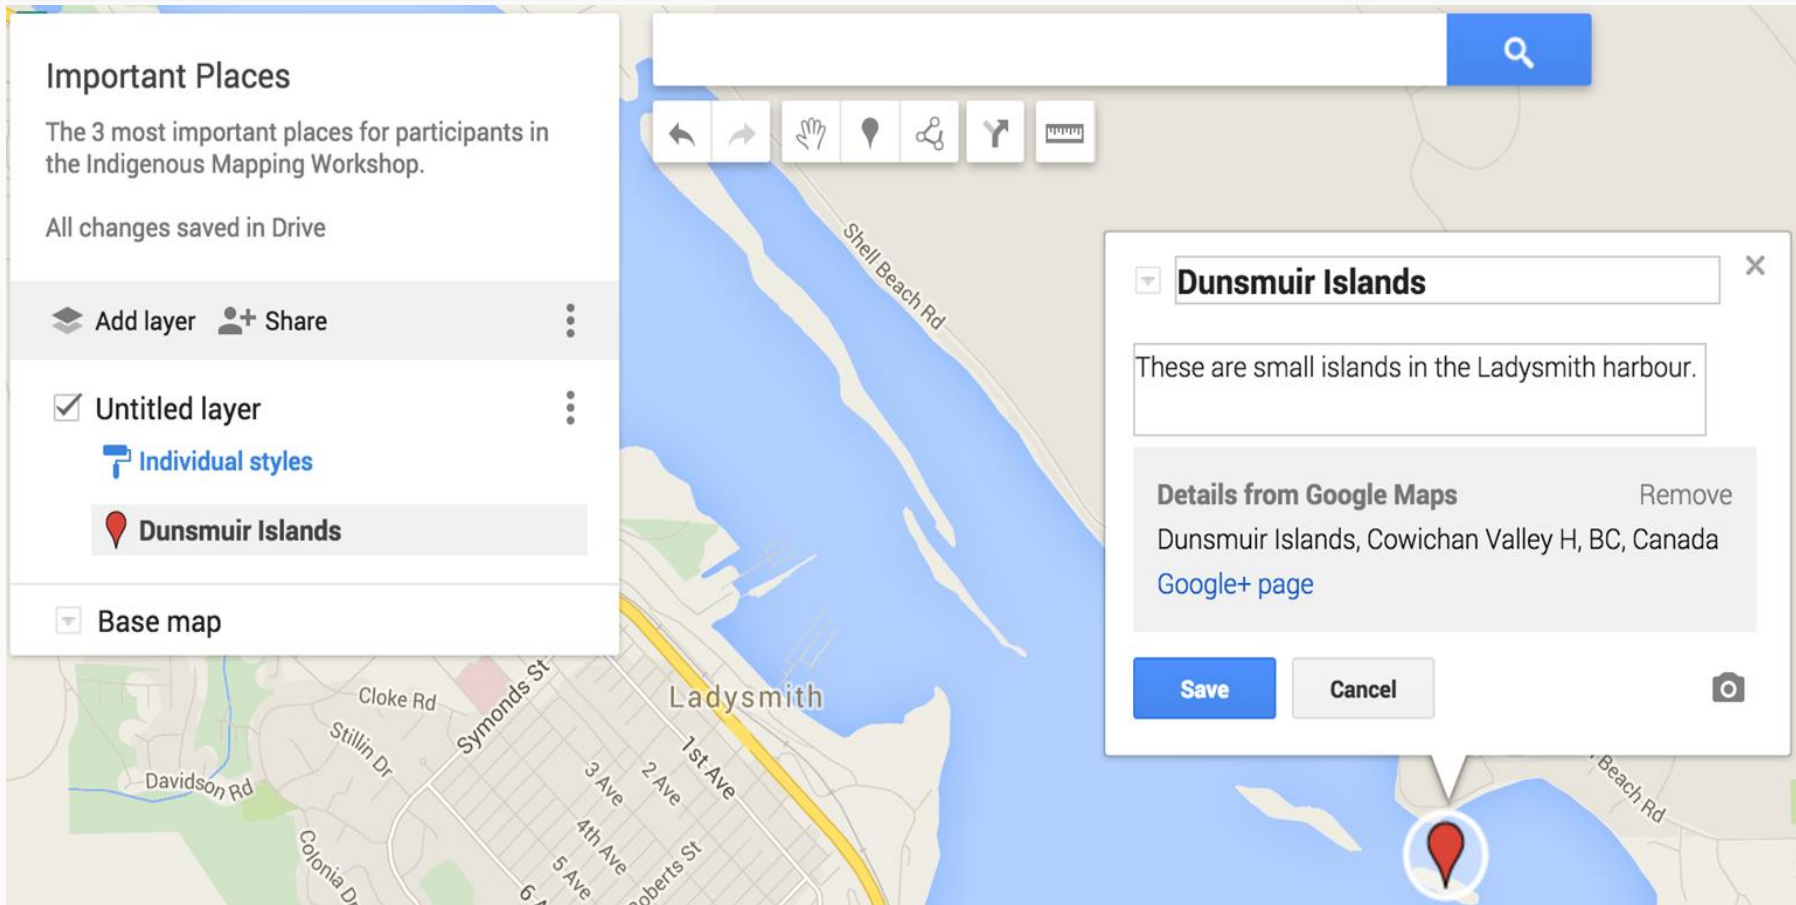 Important Places
The 3 most important places for participants in
the Indigenous Mapping Workshop.
All changes saved in Drive
Add layer Share
Untitled layer
Individual styles
Dunsmuir Islands
Base map
Shell Beach Rd
Dunsmuir Islands
These are small islands in the Ladysmith harbour.
Details from Google Maps Remove
Dunsmuir Islands, Cowichan Valley H, BC, Canada
Google+ page
Save Cancel
Beach Rd
Ladysmith
Cloke Rd
Symonds St
Stillin Dr
Davidson Rd
Colonia Dr
1st Ave
2 Ave
3 Ave
4th Ave
5 Ave